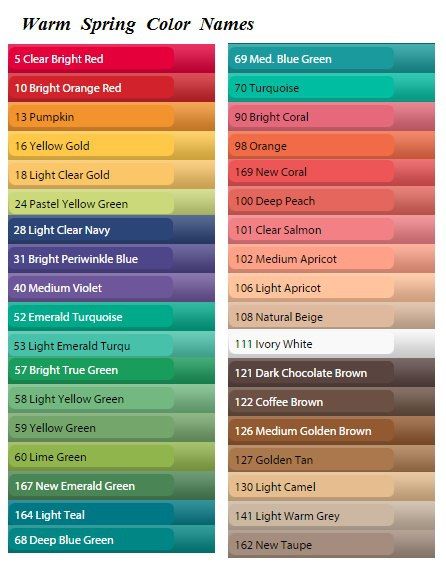 Warm Spring Color Names
5 Clear Bright Red
10 Bright Orange Red
13 Pumpkin
16 Yellow Gold
18 Light Clear Gold
24 Pastel Yellow Green
28 Light Clear Navy
31 Bright Periwinkle Blue
40 Medium Violet
52 Emerald Turquoise
53 Light Emerald Turqu
57 Bright True Green
58 Light Yellow Green
59 Yellow Green
60 Lime Green
167 New Emerald Green
164 Light Teal
68 Deep Blue Green
69 Med. Blue Green
70 Turquoise
90 Bright Coral
98 Orange
169 New Coral
100 Deep Peach
101 Clear Salmon
102 Medium Apricot
106 Light Apricot
108 Natural Beige
111 Ivory White
121 Dark Chocolate Brown
122 Coffee Brown
126 Medium Golden Brown
127 Golden Tan
130 Light Camel
141 Light Warm Grey
162 New Taupe